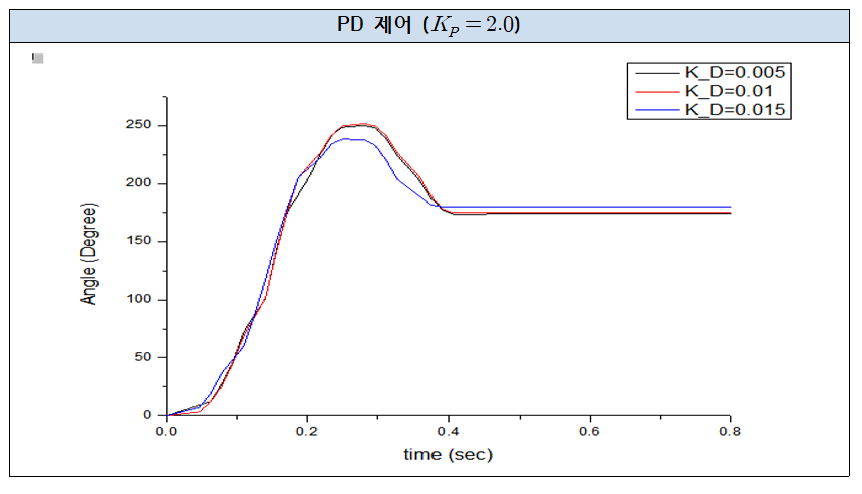 PD 제어 (K_P = 2.0)
K_D=0.005
K_D=0.01
K_D=0.015
250
200
150
100
50
0
Angle (Degree)
0.0 0.2 0.4 0.6 0.8
time (sec)